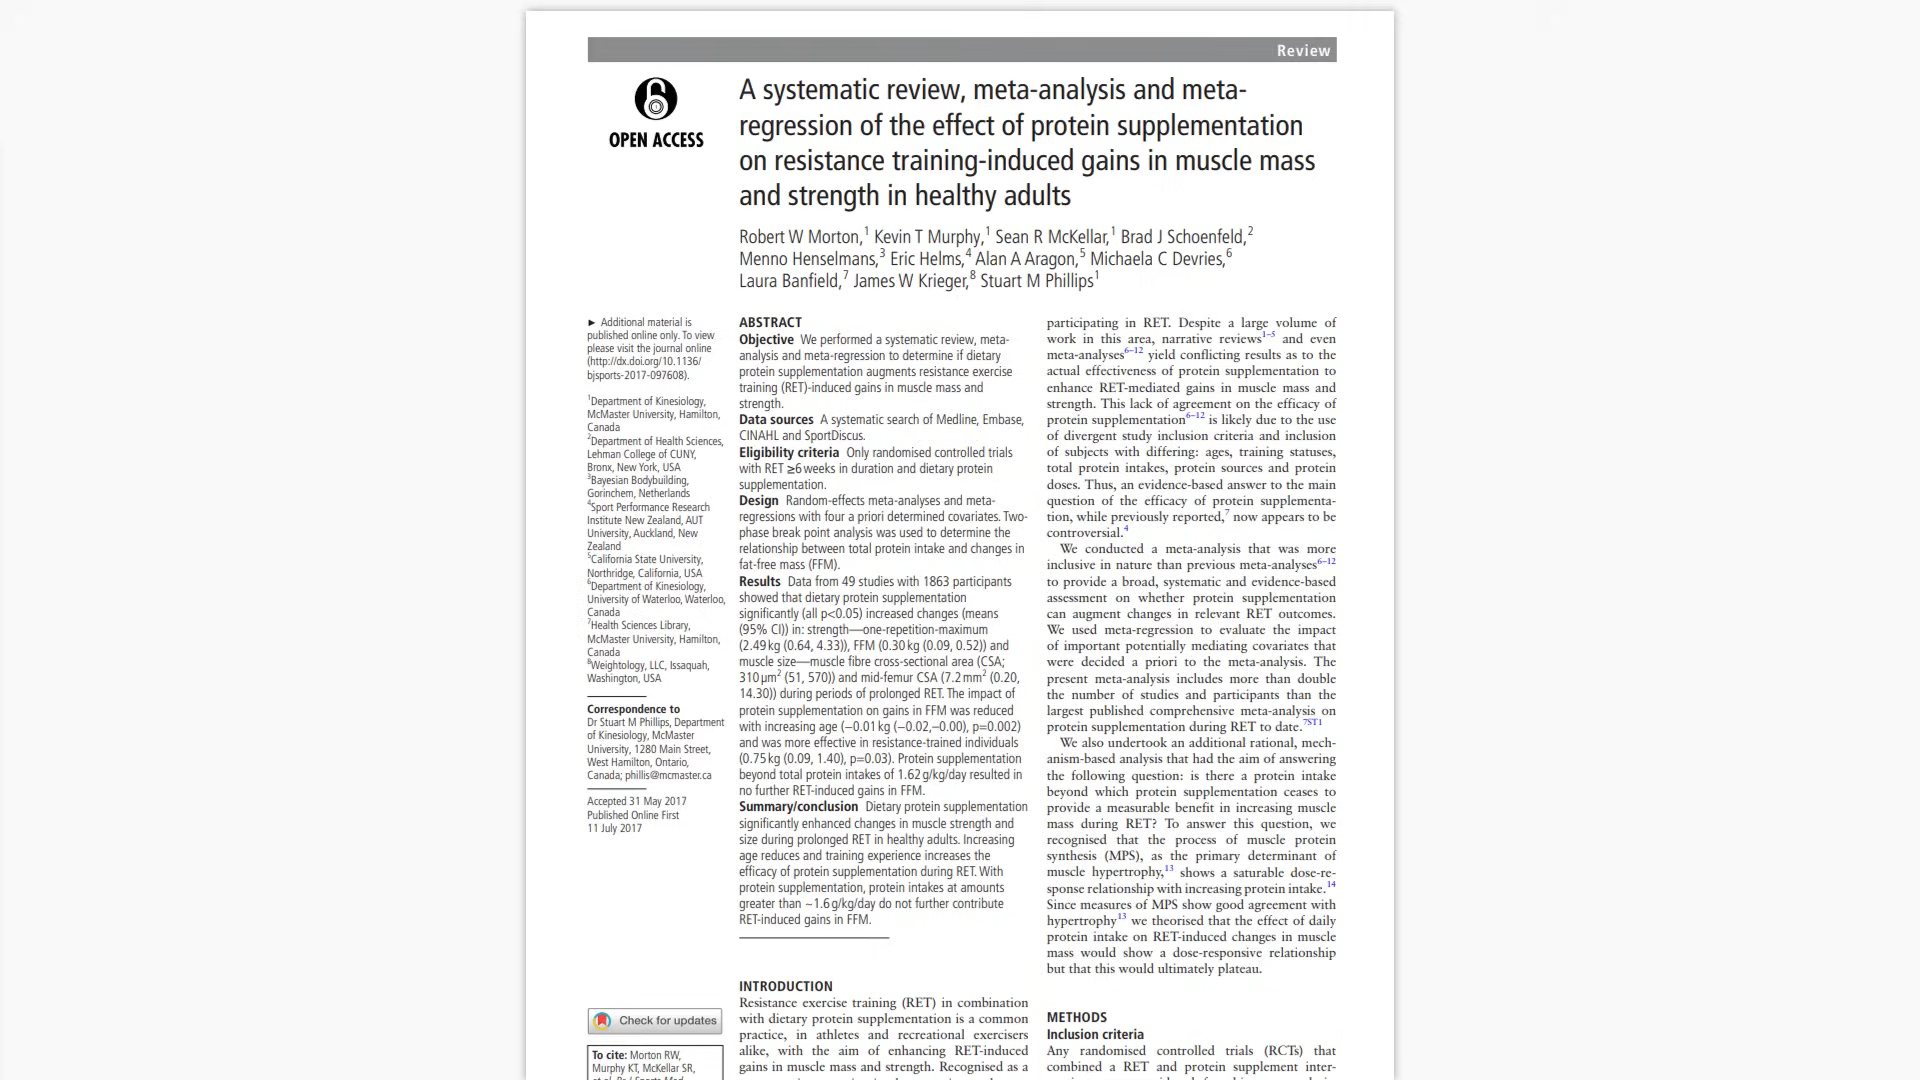 Review
OPEN ACCESS
A systematic review, meta-analysis and meta-
regression of the effect of protein supplementation
on resistance training-induced gains in muscle mass
and strength in healthy adults
Robert W Morton,1 Kevin T Murphy,1 Sean R McKellar,1 Brad J Schoenfeld,2
Menno Henselmans,3 Eric Helms,4 Alan A Aragon,5 Michaela C Devries,6
Laura Banfield,7 James W Krieger,8 Stuart M Phillips1
► Additional material is
published online only. To view
please visit the journal online
(http://dx.doi.org/10.1136/
bjsports-2017-097608).
1Department of Kinesiology,
McMaster University, Hamilton,
Canada
2Department of Health Sciences,
Lehman College of CUNY,
Bronx, New York, USA
3Bayesian Bodybuilding,
Gorinchem, Netherlands
4Sport Performance Research
Institute New Zealand, AUT
University, Auckland, New
Zealand
5California State University,
Northridge, California, USA
6Department of Kinesiology,
University of Waterloo, Waterloo,
Canada
7Health Sciences Library,
McMaster University, Hamilton,
Canada
8Weightology, LLC, Issaquah,
Washington, USA
Correspondence to
Dr Stuart M Phillips, Department
of Kinesiology, McMaster
University, 1280 Main Street,
West Hamilton, Ontario,
Canada; phillis@mcmaster.ca
Accepted 31 May 2017
Published Online First
11 July 2017
Check for updates
To cite: Morton RW,
Murphy KT, McKellar SR,
ABSTRACT
Objective We performed a systematic review, meta-
analysis and meta-regression to determine if dietary
protein supplementation augments resistance exercise
training (RET)-induced gains in muscle mass and
strength.
Data sources A systematic search of Medline, Embase,
CINAHL and SportDiscus.
Eligibility criteria Only randomised controlled trials
with RET ≥6 weeks in duration and dietary protein
supplementation.
Design Random-effects meta-analyses and meta-
regressions with four a priori determined covariates. Two-
phase break point analysis was used to determine the
relationship between total protein intake and changes in
fat-free mass (FFM).
Results Data from 49 studies with 1863 participants
showed that dietary protein supplementation
significantly (all p<0.05) increased changes (means
(95% CI)) in: strength—one-repetition-maximum
(2.49 kg (0.64, 4.33)), FFM (0.30 kg (0.09, 0.52)) and
muscle size—muscle fibre cross-sectional area (CSA;
310 µm2 (51, 570)) and mid-femur CSA (7.2 mm2 (0.20,
14.30)) during periods of prolonged RET. The impact of
protein supplementation on gains in FFM was reduced
with increasing age (−0.01 kg (−0.02,–0.00), p=0.002)
and was more effective in resistance-trained individuals
(0.75 kg (0.09, 1.40), p=0.03). Protein supplementation
beyond total protein intakes of 1.62 g/kg/day resulted in
no further RET-induced gains in FFM.
Summary/conclusion Dietary protein supplementation
significantly enhanced changes in muscle strength and
size during prolonged RET in healthy adults. Increasing
age reduces and training experience increases the
efficacy of protein supplementation during RET. With
protein supplementation, protein intakes at amounts
greater than ~1.6 g/kg/day do not further contribute
RET-induced gains in FFM.
INTRODUCTION
Resistance exercise training (RET) in combination
with dietary protein supplementation is a common
practice, in athletes and recreational exercisers
alike, with the aim of enhancing RET-induced
gains in muscle mass and strength. Recognised as a
participating in RET. Despite a large volume of
work in this area, narrative reviews1–5 and even
meta-analyses6–12 yield conflicting results as to the
actual effectiveness of protein supplementation to
enhance RET-mediated gains in muscle mass and
strength. This lack of agreement on the efficacy of
protein supplementation6–12 is likely due to the use
of divergent study inclusion criteria and inclusion
of subjects with differing: ages, training statuses,
total protein intakes, protein sources and protein
doses. Thus, an evidence-based answer to the main
question of the efficacy of protein supplementa-
tion, while previously reported,7 now appears to be
controversial.4
We conducted a meta-analysis that was more
inclusive in nature than previous meta-analyses6–12
to provide a broad, systematic and evidence-based
assessment on whether protein supplementation
can augment changes in relevant RET outcomes.
We used meta-regression to evaluate the impact
of important potentially mediating covariates that
were decided a priori to the meta-analysis. The
present meta-analysis includes more than double
the number of studies and participants than the
largest published comprehensive meta-analysis on
protein supplementation during RET to date.7ST1
We also undertook an additional rational, mech-
anism-based analysis that had the aim of answering
the following question: is there a protein intake
beyond which protein supplementation ceases to
provide a measurable benefit in increasing muscle
mass during RET? To answer this question, we
recognised that the process of muscle protein
synthesis (MPS), as the primary determinant of
muscle hypertrophy,13 shows a saturable dose-re-
sponse relationship with increasing protein intake.14
Since measures of MPS show good agreement with
hypertrophy13 we theorised that the effect of daily
protein intake on RET-induced changes in muscle
mass would show a dose-responsive relationship
but that this would ultimately plateau.
METHODS
Inclusion criteria
Any randomised controlled trials (RCTs) that
combined a RET and protein supplement inter-